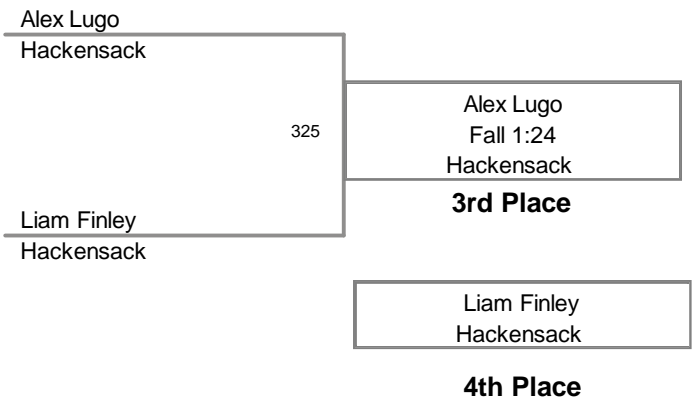 Alex Lugo
Hackensack
325
Alex Lugo
Fall 1:24
Hackensack
3rd Place
Liam Finley
Hackensack
Liam Finley
Hackensack
4th Place